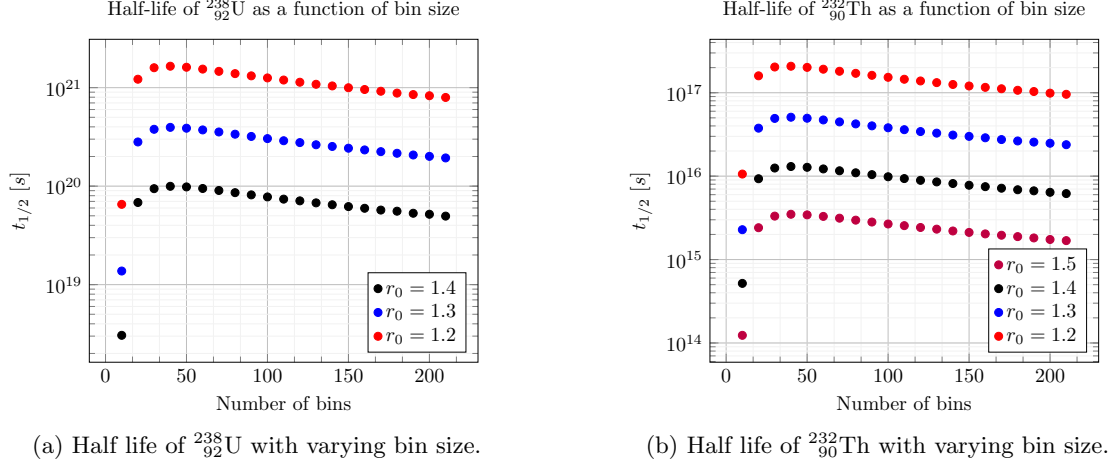 Half-life of ²³⁸₉₂U as a function of bin size
10²¹
10²⁰
10¹⁹
t₁/₂ [s]
r₀ = 1.4
r₀ = 1.3
r₀ = 1.2
0 50 100 150 200
Number of bins
(a) Half life of ²³⁸₉₂U with varying bin size.
Half-life of ²³²₉₀Th as a function of bin size
10¹⁷
10¹⁶
10¹⁵
10¹⁴
t₁/₂ [s]
r₀ = 1.5
r₀ = 1.4
r₀ = 1.3
r₀ = 1.2
0 50 100 150 200
Number of bins
(b) Half life of ²³²₉₀Th with varying bin size.